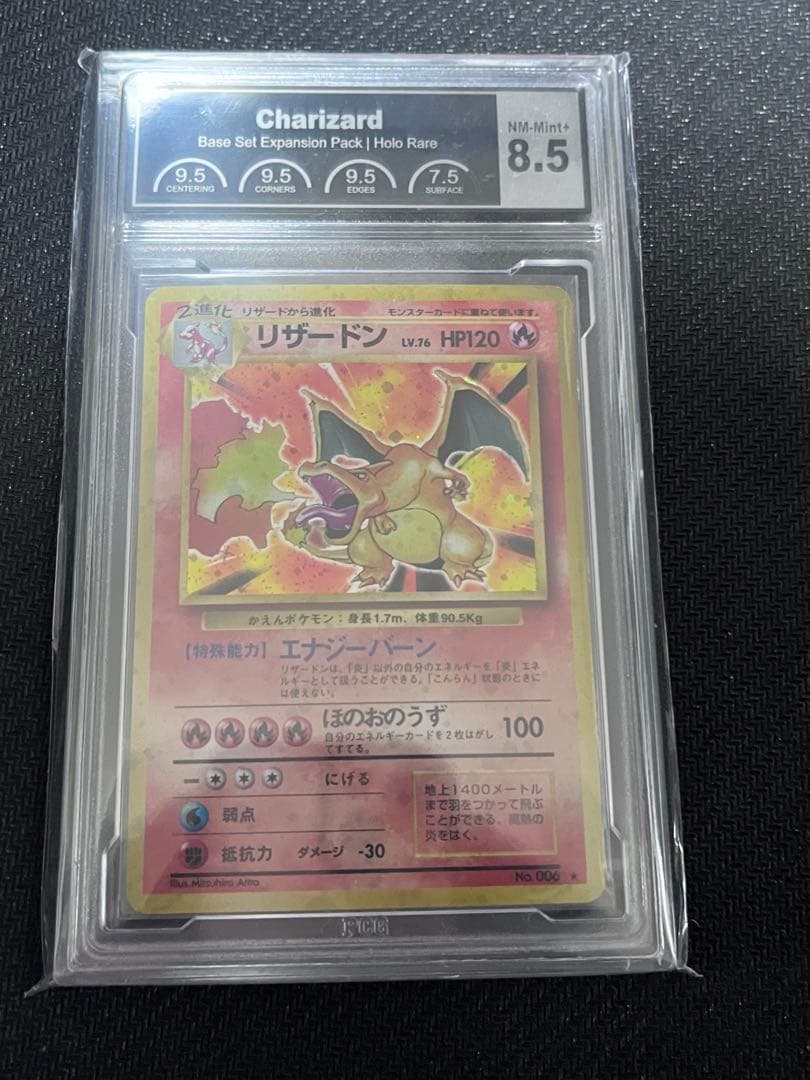 Charizard
Base Set Expansion Pack | Holo Rare
NM-Mint+
8.5
9.5
CENTERING
9.5
CORNERS
9.5
EDGES
7.5
SURFACE
2進化 リザードから進化 モンスターカードに重ねて使います。
リザードン LV.76 HP120
かえんポケモン：身長1.7m、体重90.5Kg
[特殊能力] エナジーバーン
リザードンは、「炎」以外の自分のエネルギーを「炎」エネ
ルギーとして扱うことができる。「こんらん」状態のときに
は使えない。
ほのおのうず 100
自分のエネルギーカードを2枚はがし
てすてる。
にげる
弱点
抵抗力 ダメージ -30
地上1400メートル
まで羽をつかって飛ぶ
ことができる。高熱の
炎をはく。
Illus.Mitsuhiro Arita
No.006 ★